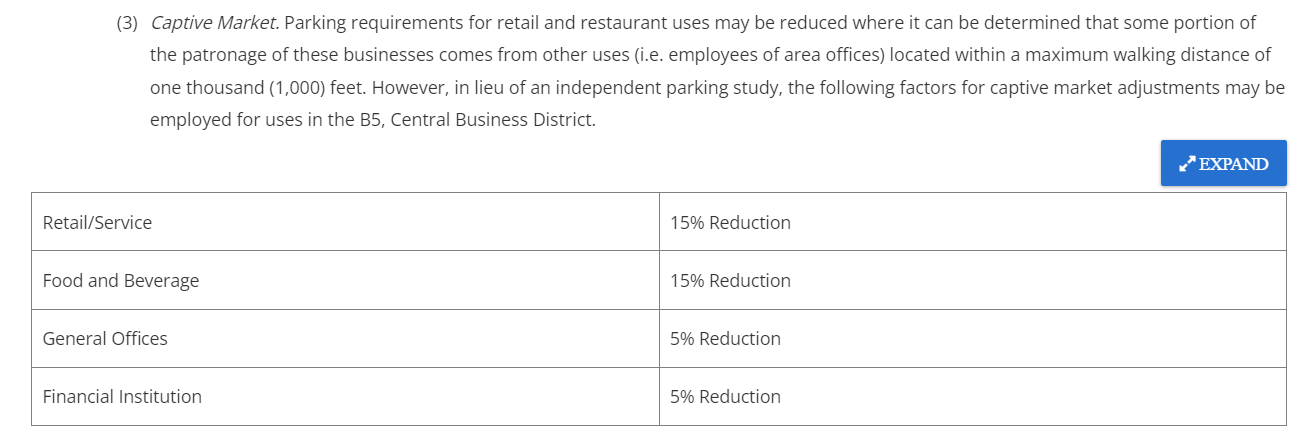 (3) Captive Market. Parking requirements for retail and restaurant uses may be reduced where it can be determined that some portion of
the patronage of these businesses comes from other uses (i.e. employees of area offices) located within a maximum walking distance of
one thousand (1,000) feet. However, in lieu of an independent parking study, the following factors for captive market adjustments may be
employed for uses in the B5, Central Business District.
EXPAND
Retail/Service 15% Reduction
Food and Beverage 15% Reduction
General Offices 5% Reduction
Financial Institution 5% Reduction